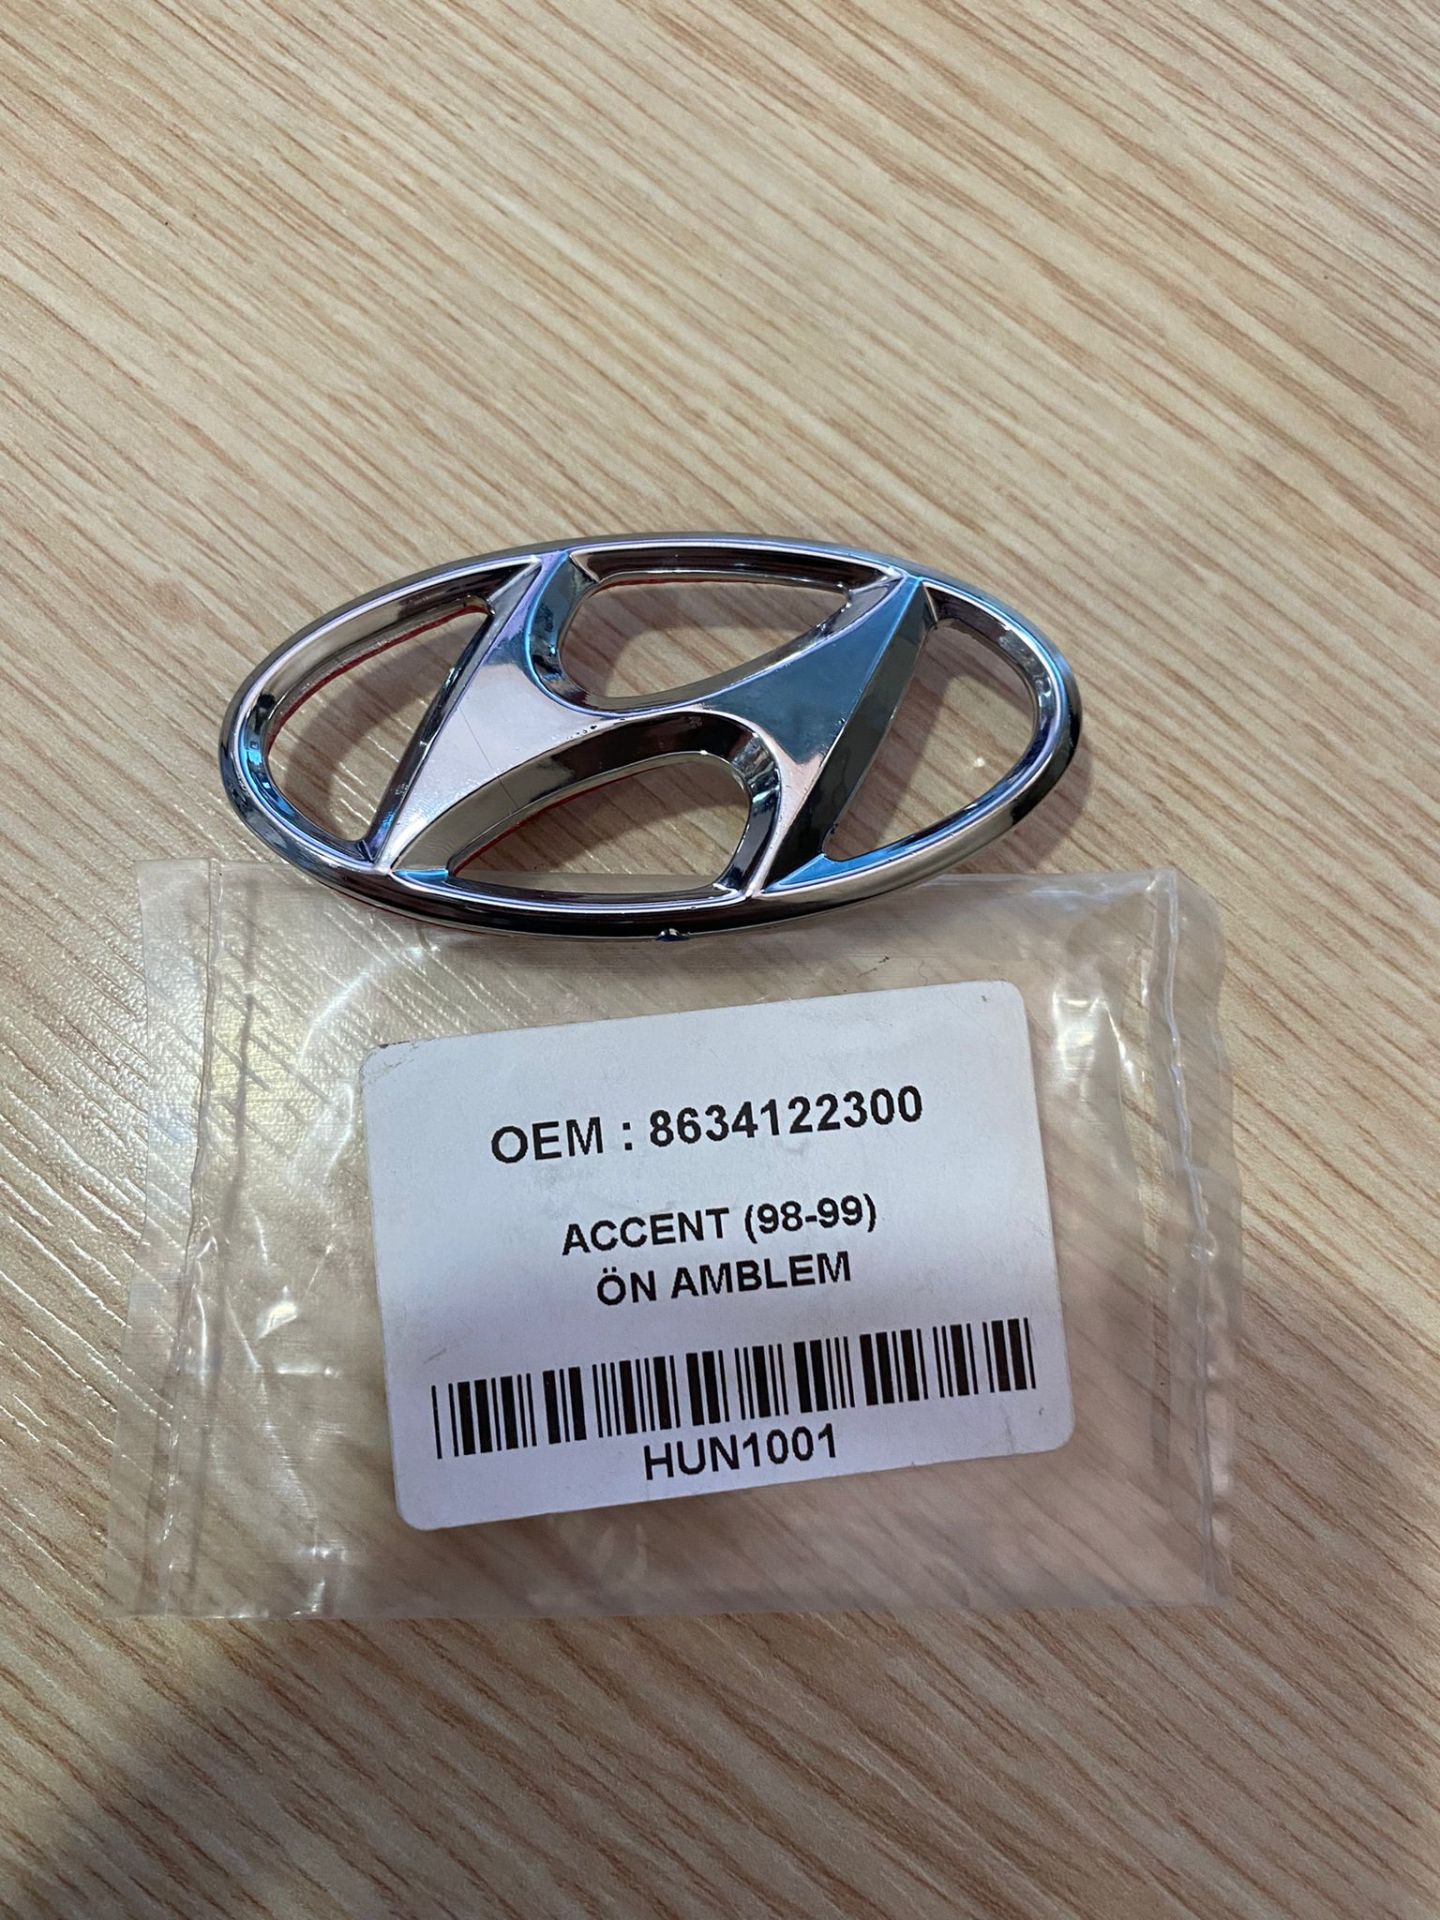 OEM : 8634122300
ACCENT (98-99)
ÖN AMBLEM
HUN1001